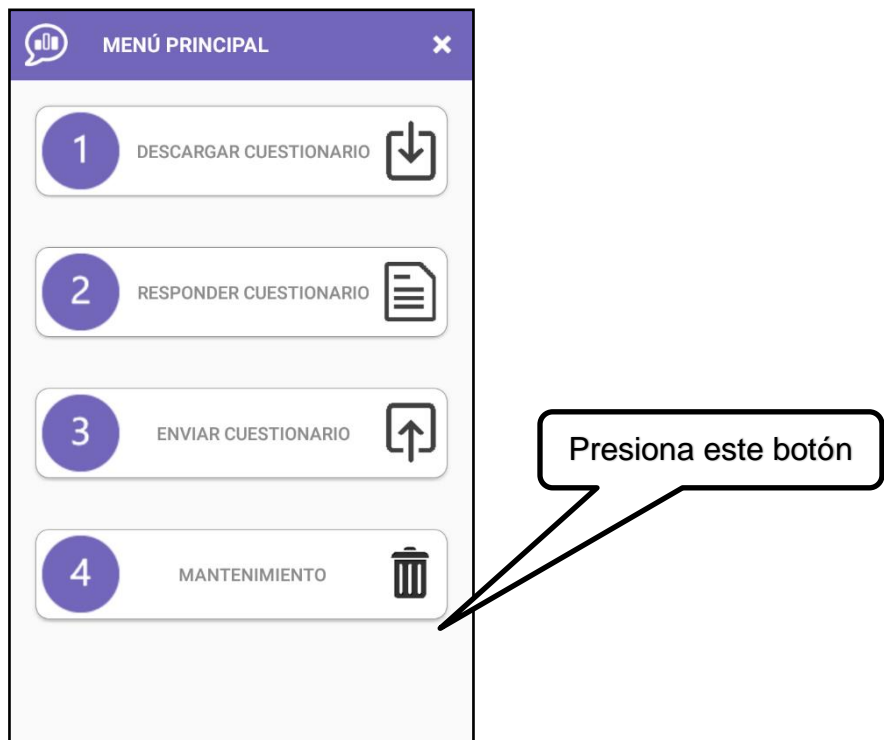 MENÚ PRINCIPAL
1 DESCARGAR CUESTIONARIO
2 RESPONDER CUESTIONARIO
3 ENVIAR CUESTIONARIO
Presiona este botón
4 MANTENIMIENTO